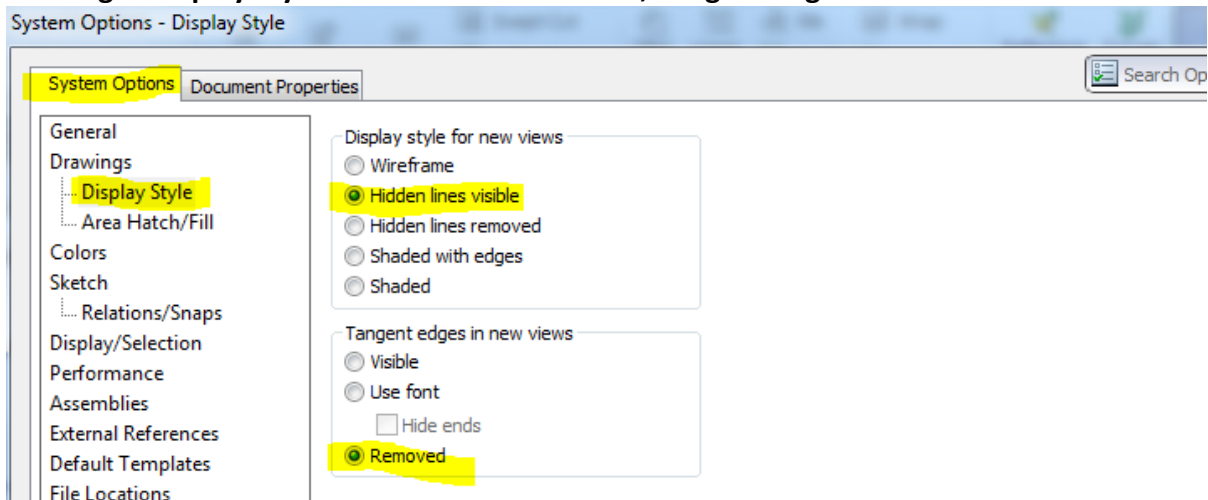 System Options - Display Style
System Options Document Properties
Search Op
General
Drawings
Display Style
Area Hatch/Fill
Colors
Sketch
Relations/Snaps
Display/Selection
Performance
Assemblies
External References
Default Templates
File Locations
Display style for new views
Wireframe
Hidden lines visible
Hidden lines removed
Shaded with edges
Shaded
Tangent edges in new views
Visible
Use font
Hide ends
Removed